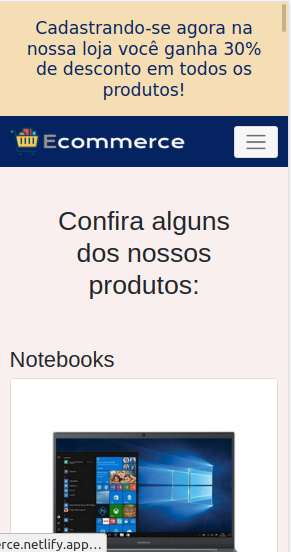 Cadastrando-se agora na
nossa loja você ganha 30%
de desconto em todos os
produtos!
Ecommerce
Confira alguns
dos nossos
produtos:
Notebooks
rce.netlify.app...